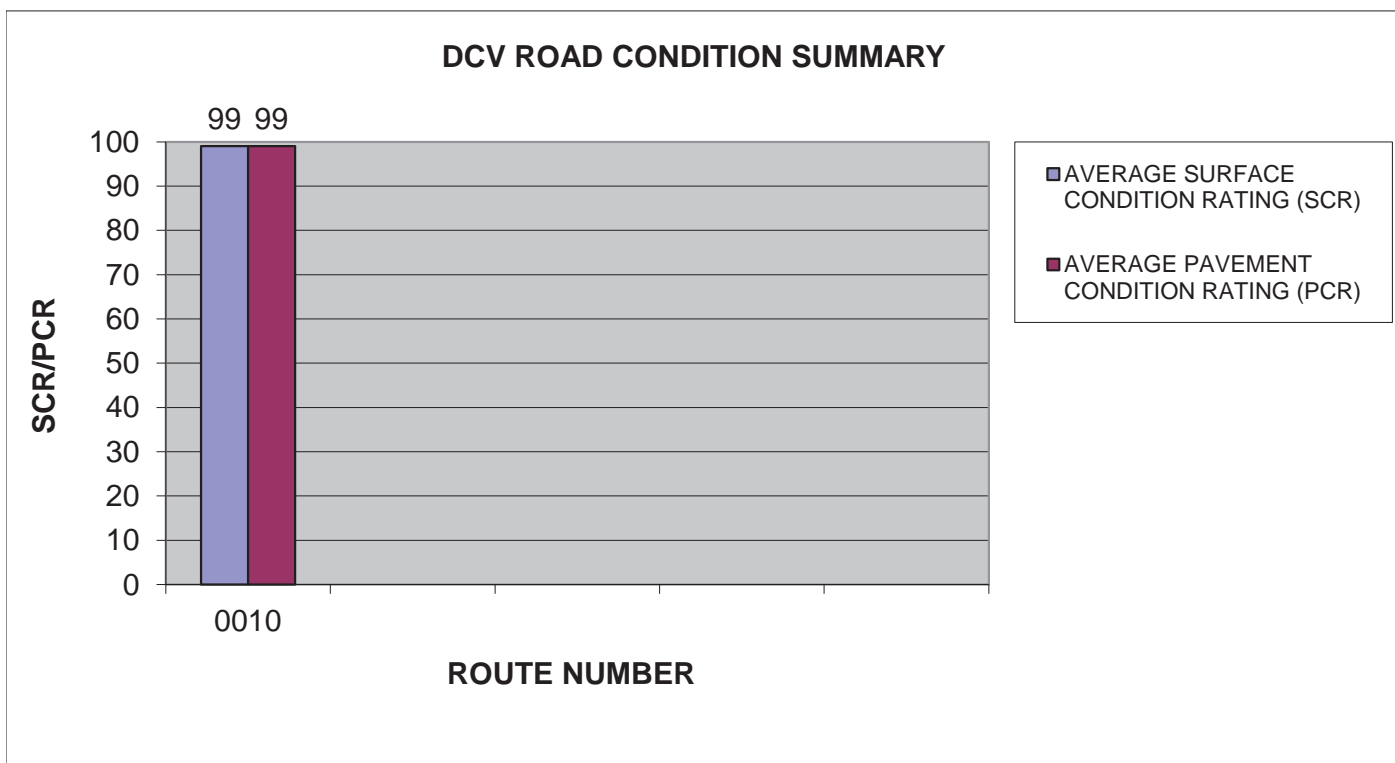 DCV ROAD CONDITION SUMMARY
99 99
100
90
80
70
60
50
40
30
20
10
0
SCR/PCR
0010
ROUTE NUMBER
AVERAGE SURFACE
CONDITION RATING (SCR)
AVERAGE PAVEMENT
CONDITION RATING (PCR)